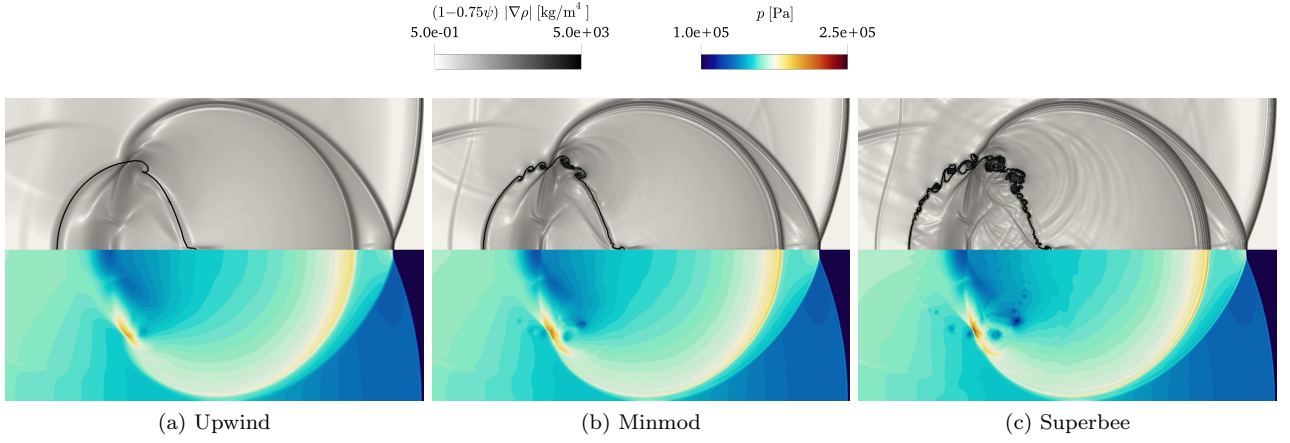 (1−0.75ψ) |∇ρ| [kg/m⁴ ]
5.0e-01 5.0e+03
p [Pa]
1.0e+05 2.5e+05
(a) Upwind
(b) Minmod
(c) Superbee